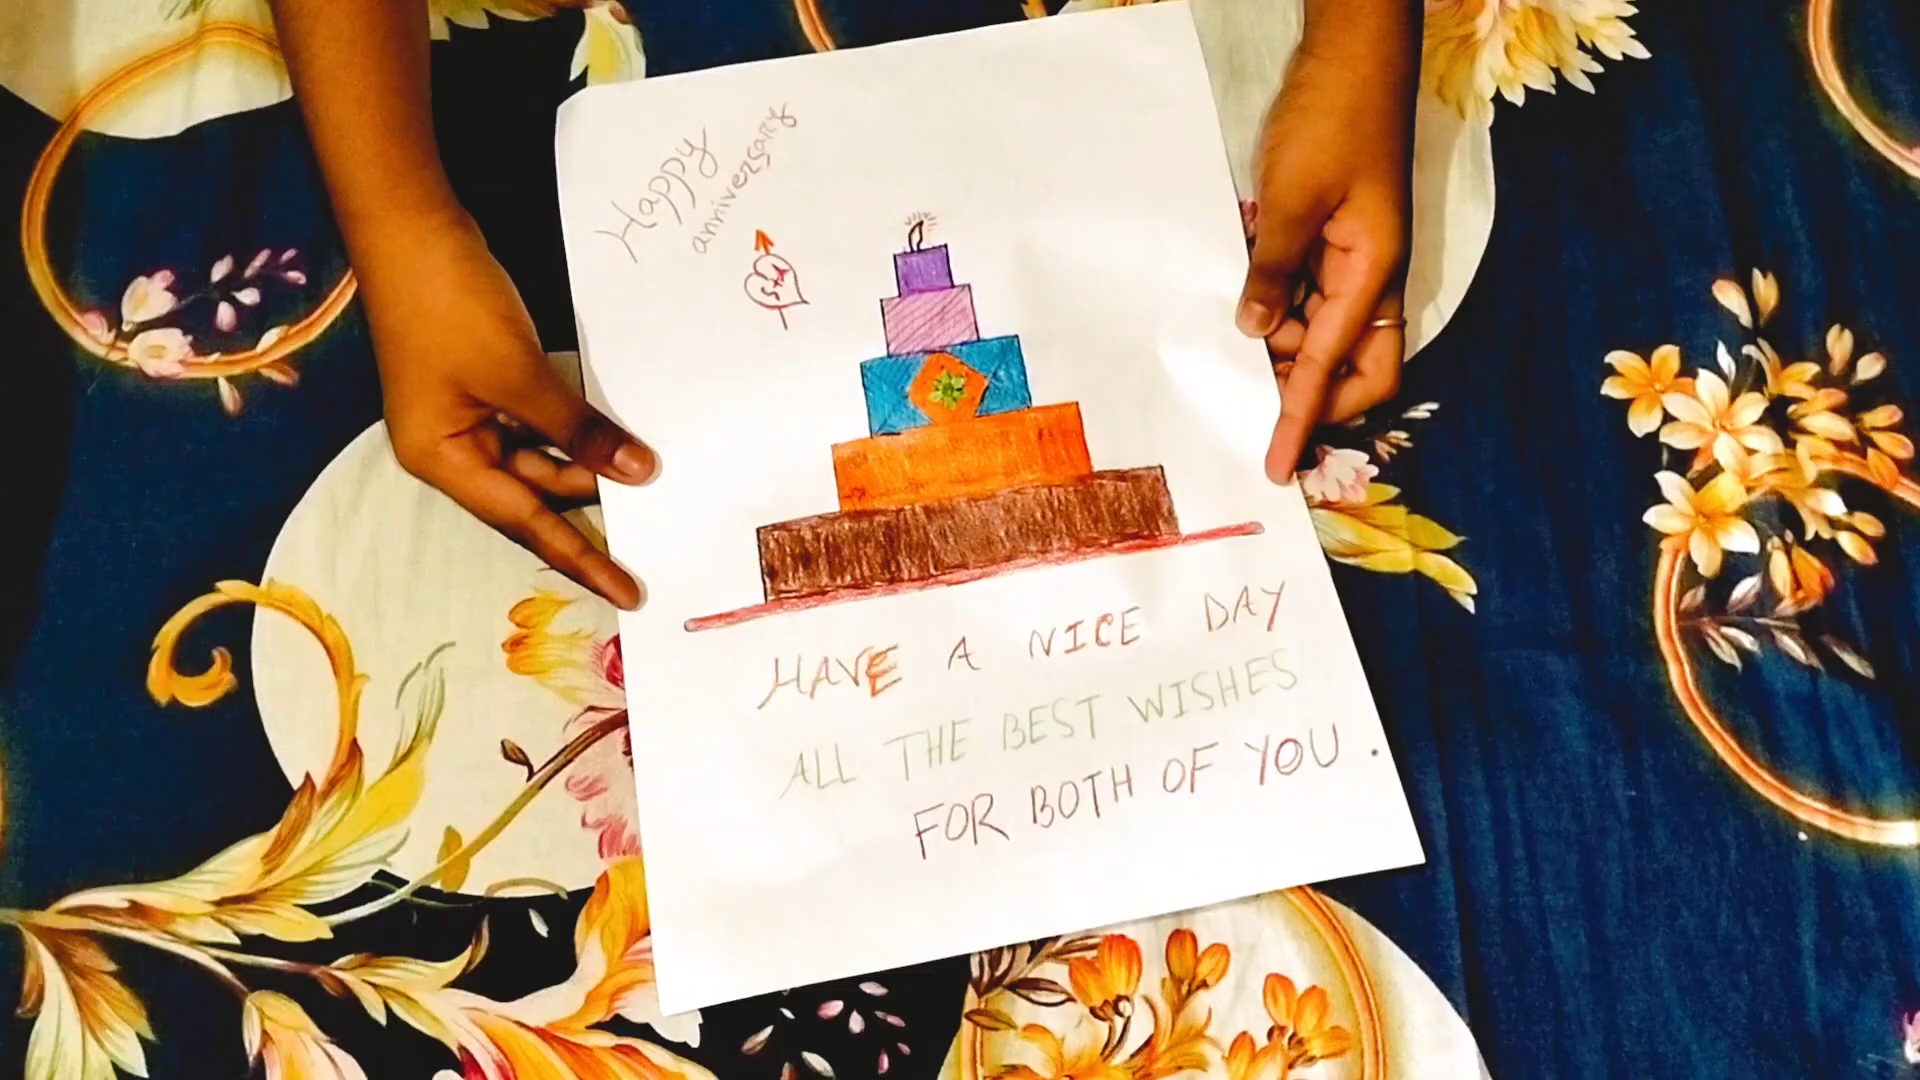 Happy
anniversary
S+A
HAVE A NICE DAY
ALL THE BEST WISHES
FOR BOTH OF YOU.